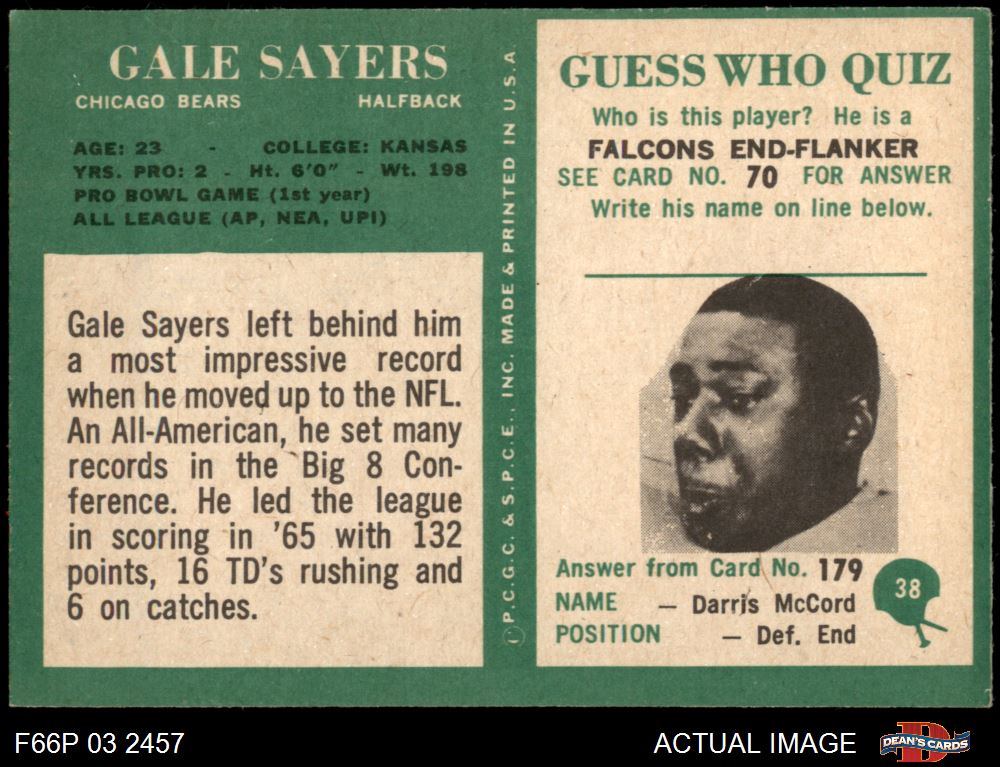 GALE SAYERS
CHICAGO BEARS HALFBACK
AGE: 23 - COLLEGE: KANSAS
YRS. PRO: 2 - Ht. 6'0" - Wt. 198
PRO BOWL GAME (1st year)
ALL LEAGUE (AP, NEA, UPI)
Gale Sayers left behind him
a most impressive record
when he moved up to the NFL.
An All-American, he set many
records in the Big 8 Con-
ference. He led the league
in scoring in '65 with 132
points, 16 TD's rushing and
6 on catches.
© P.C.G.C. & S.P.C.E., INC. MADE & PRINTED IN U.S.A.
GUESS WHO QUIZ
Who is this player? He is a
FALCONS END-FLANKER
SEE CARD NO. 70 FOR ANSWER
Write his name on line below.
Answer from Card No. 179
NAME — Darris McCord
POSITION — Def. End
38
F66P 03 2457
ACTUAL IMAGE
D
DEAN'S CARDS